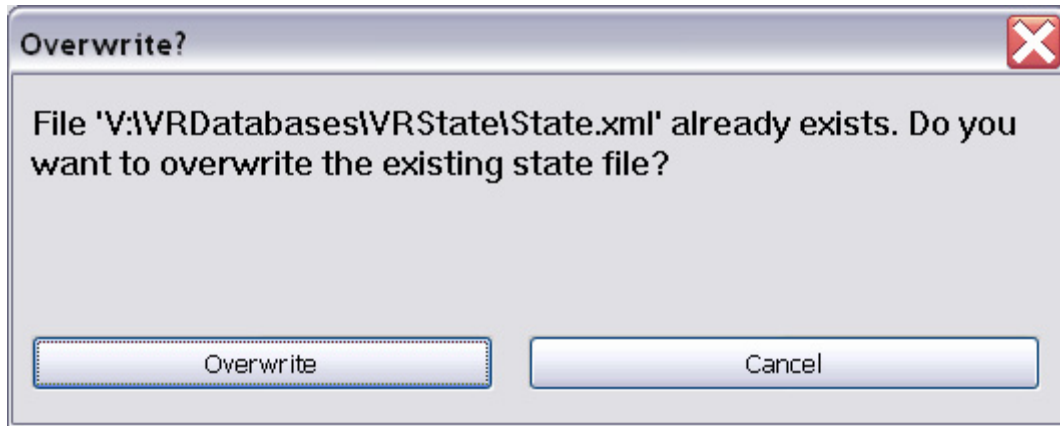 Overwrite?
File 'V:\VRDatabases\VRState\State.xml' already exists. Do you
want to overwrite the existing state file?
Overwrite
Cancel